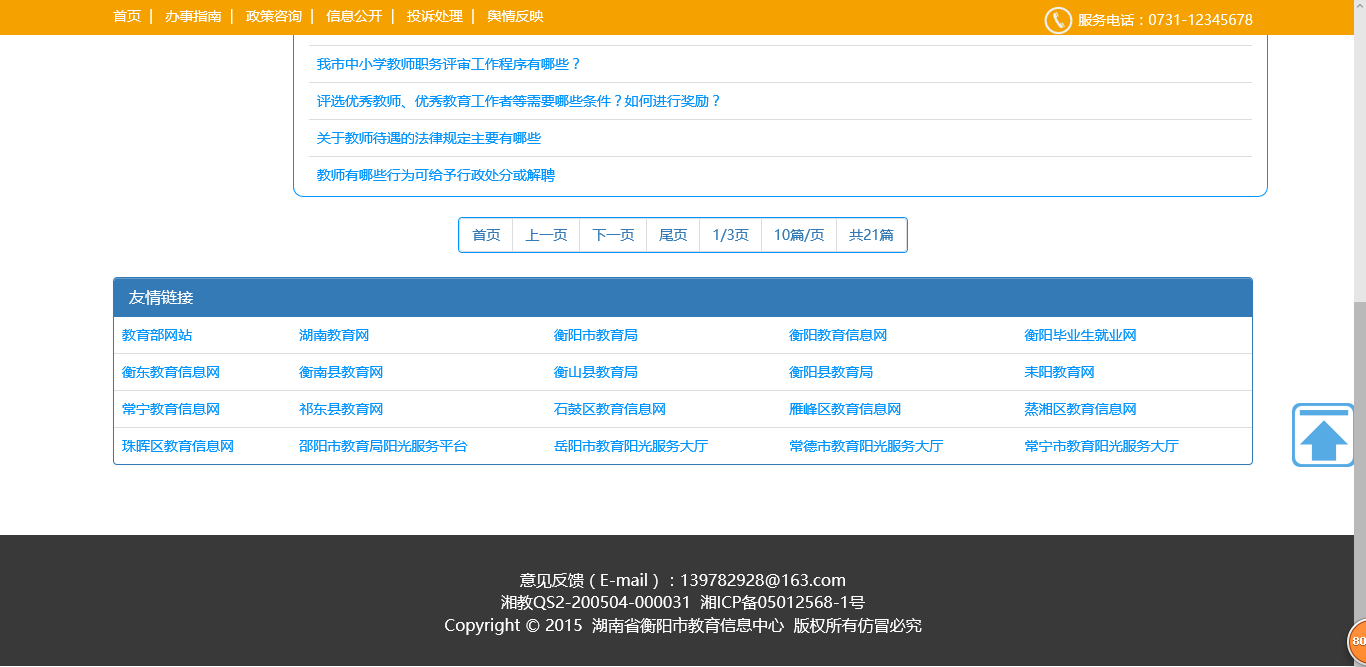 首页 | 办事指南 | 政策咨询 | 信息公开 | 投诉处理 | 舆情反映 服务电话：0731-12345678
我市中小学教师职务评审工作程序有哪些？
评选优秀教师、优秀教育工作者等需要哪些条件？如何进行奖励？
关于教师待遇的法律规定主要有哪些
教师有哪些行为可给予行政处分或解聘
首页 上一页 下一页 尾页 1/3页 10篇/页 共21篇
友情链接
教育部网站 湖南教育网 衡阳市教育局 衡阳教育信息网 衡阳毕业生就业网
衡东教育信息网 衡南县教育网 衡山县教育局 衡阳县教育局 耒阳教育网
常宁教育信息网 祁东县教育网 石鼓区教育信息网 雁峰区教育信息网 蒸湘区教育信息网
珠晖区教育信息网 邵阳市教育局阳光服务平台 岳阳市教育阳光服务大厅 常德市教育阳光服务大厅 常宁市教育阳光服务大厅
意见反馈（E-mail）：139782928@163.com
湘教QS2-200504-000031 湘ICP备05012568-1号
Copyright © 2015 湖南省衡阳市教育信息中心 版权所有仿冒必究
80